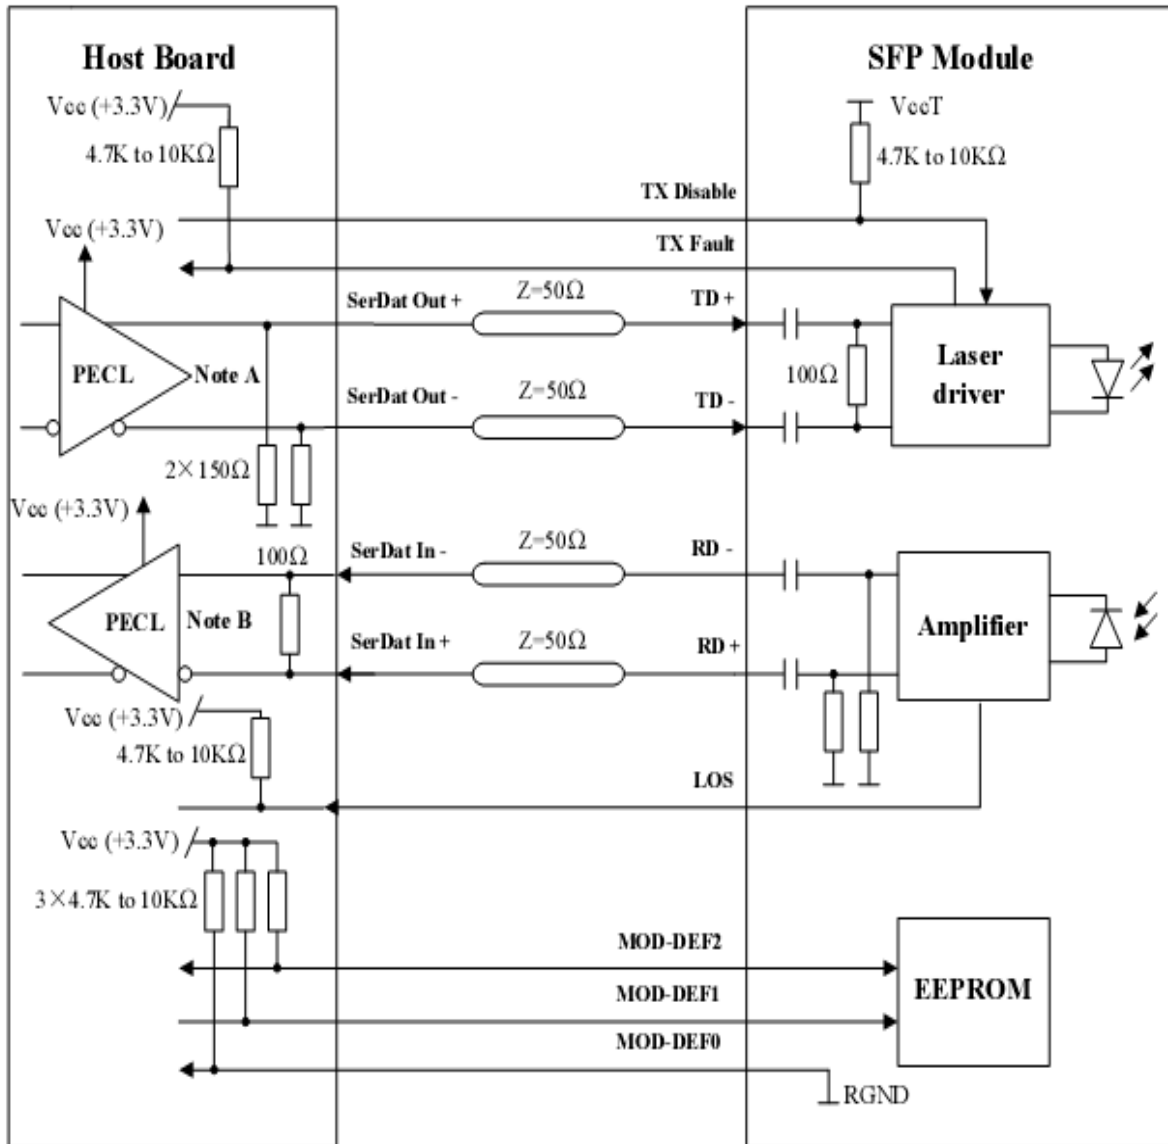 Host Board
SFP Module
Vcc (+3.3V)
VccT
4.7K to 10KΩ
4.7K to 10KΩ
TX Disable
Vcc (+3.3V)
TX Fault
SerDat Out +
Z=50Ω
TD +
PECL
Note A
Laser
driver
100Ω
SerDat Out -
Z=50Ω
TD -
2×150Ω
Vcc (+3.3V)
100Ω
SerDat In -
Z=50Ω
RD -
PECL
Note B
Amplifier
SerDat In +
Z=50Ω
RD +
Vcc (+3.3V)
4.7K to 10KΩ
LOS
Vcc (+3.3V)
3×4.7K to 10KΩ
MOD-DEF2
EEPROM
MOD-DEF1
MOD-DEF0
RGND